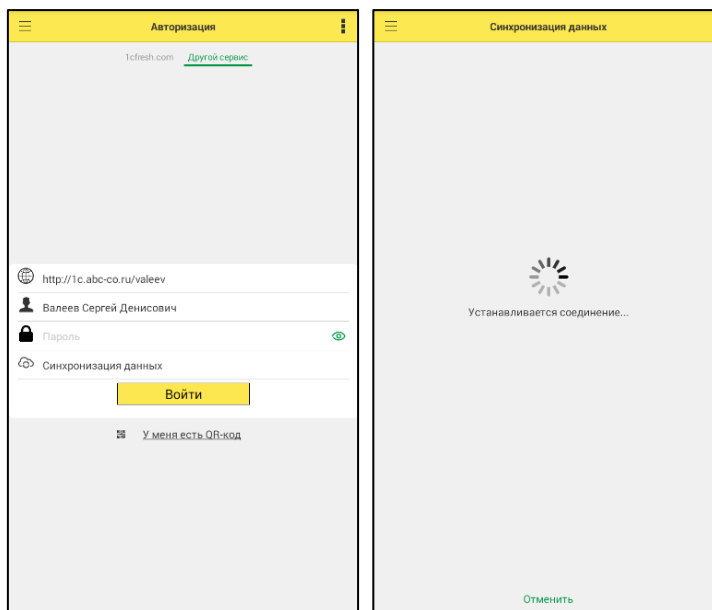 Авторизация
1cfresh.com Другой сервис
http://1c.abc-co.ru/valeev
Валеев Сергей Денисович
Пароль
Синхронизация данных
Войти
У меня есть QR-код
Синхронизация данных
Устанавливается соединение...
Отменить